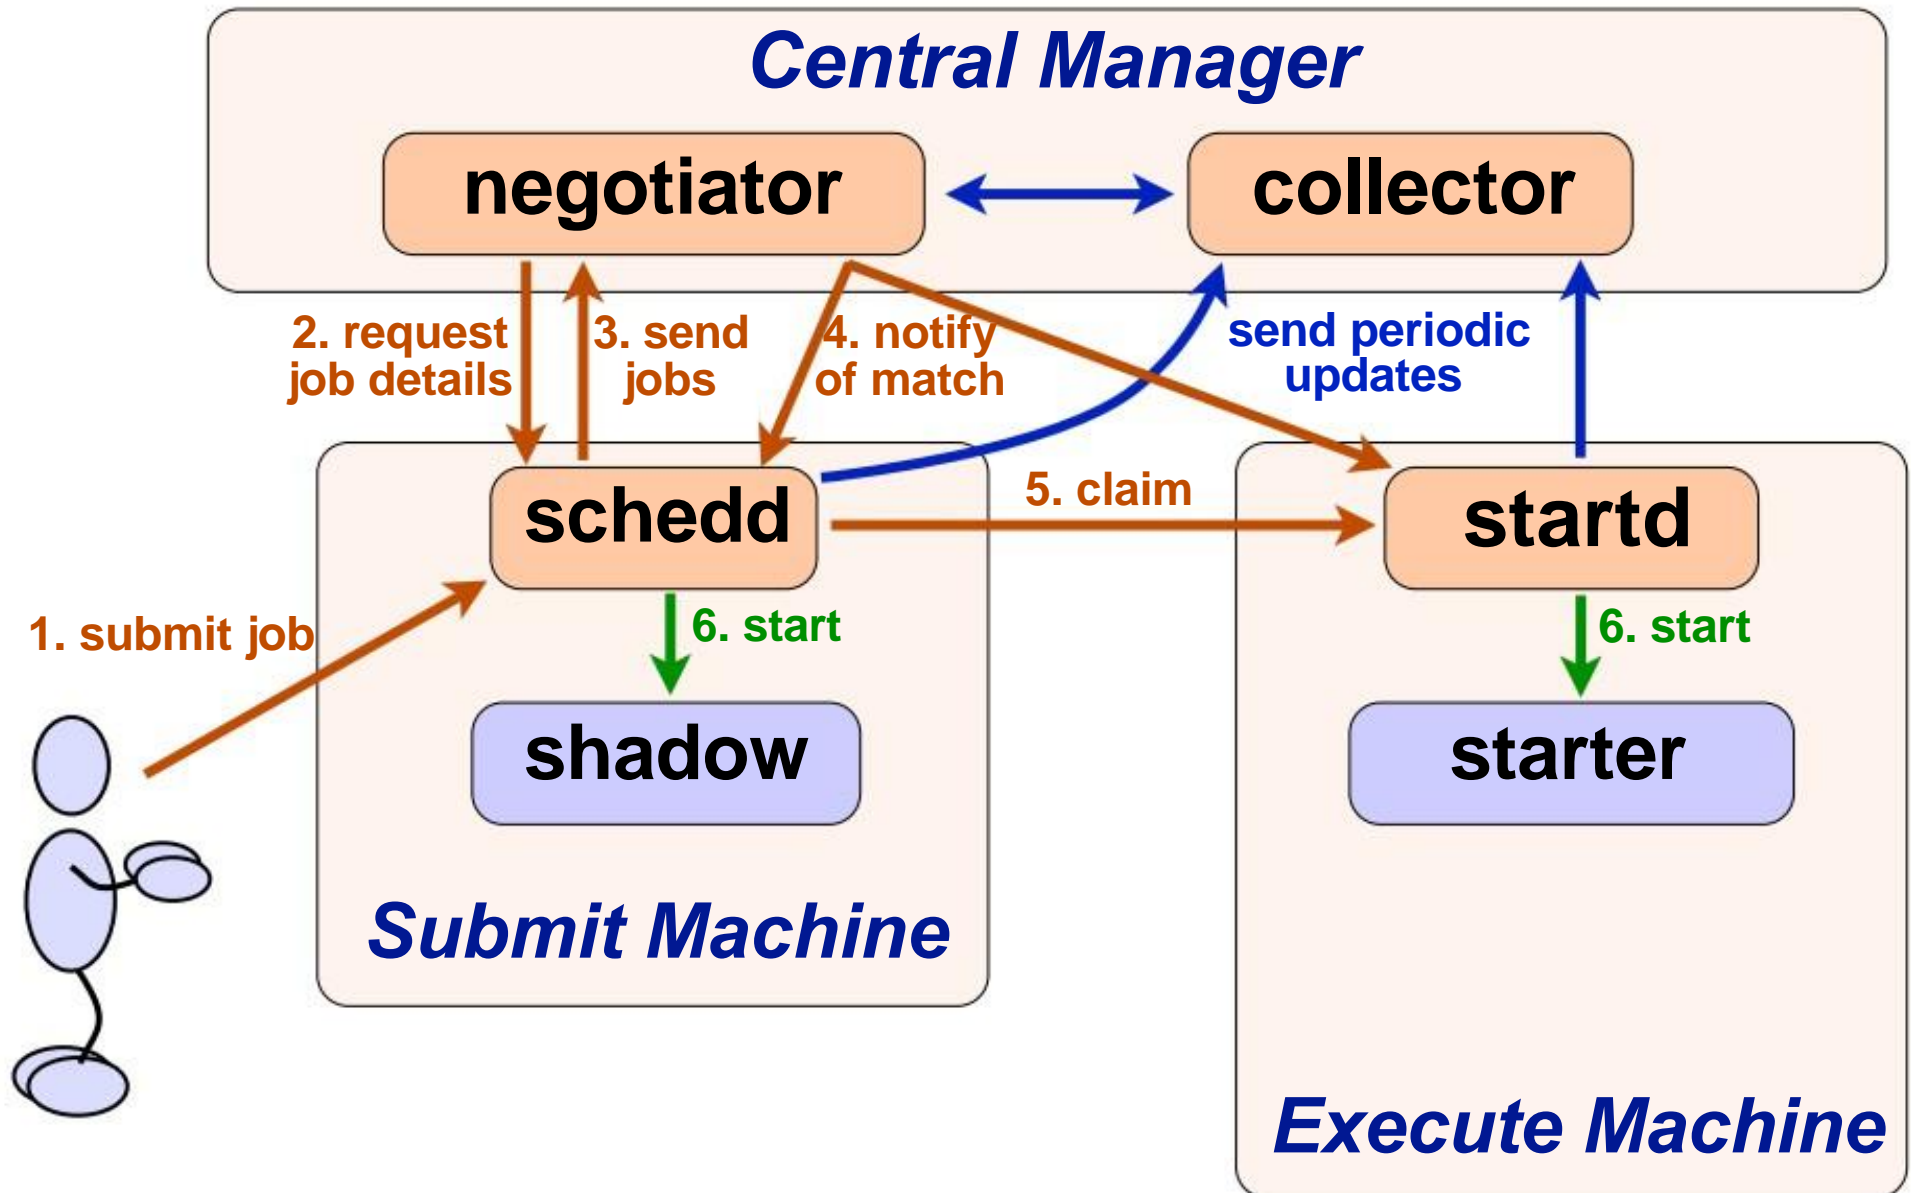 Central Manager
negotiator
collector
2. request
job details
3. send
jobs
4. notify
of match
send periodic
updates
schedd
5. claim
startd
1. submit job
6. start
6. start
shadow
starter
Submit Machine
Execute Machine